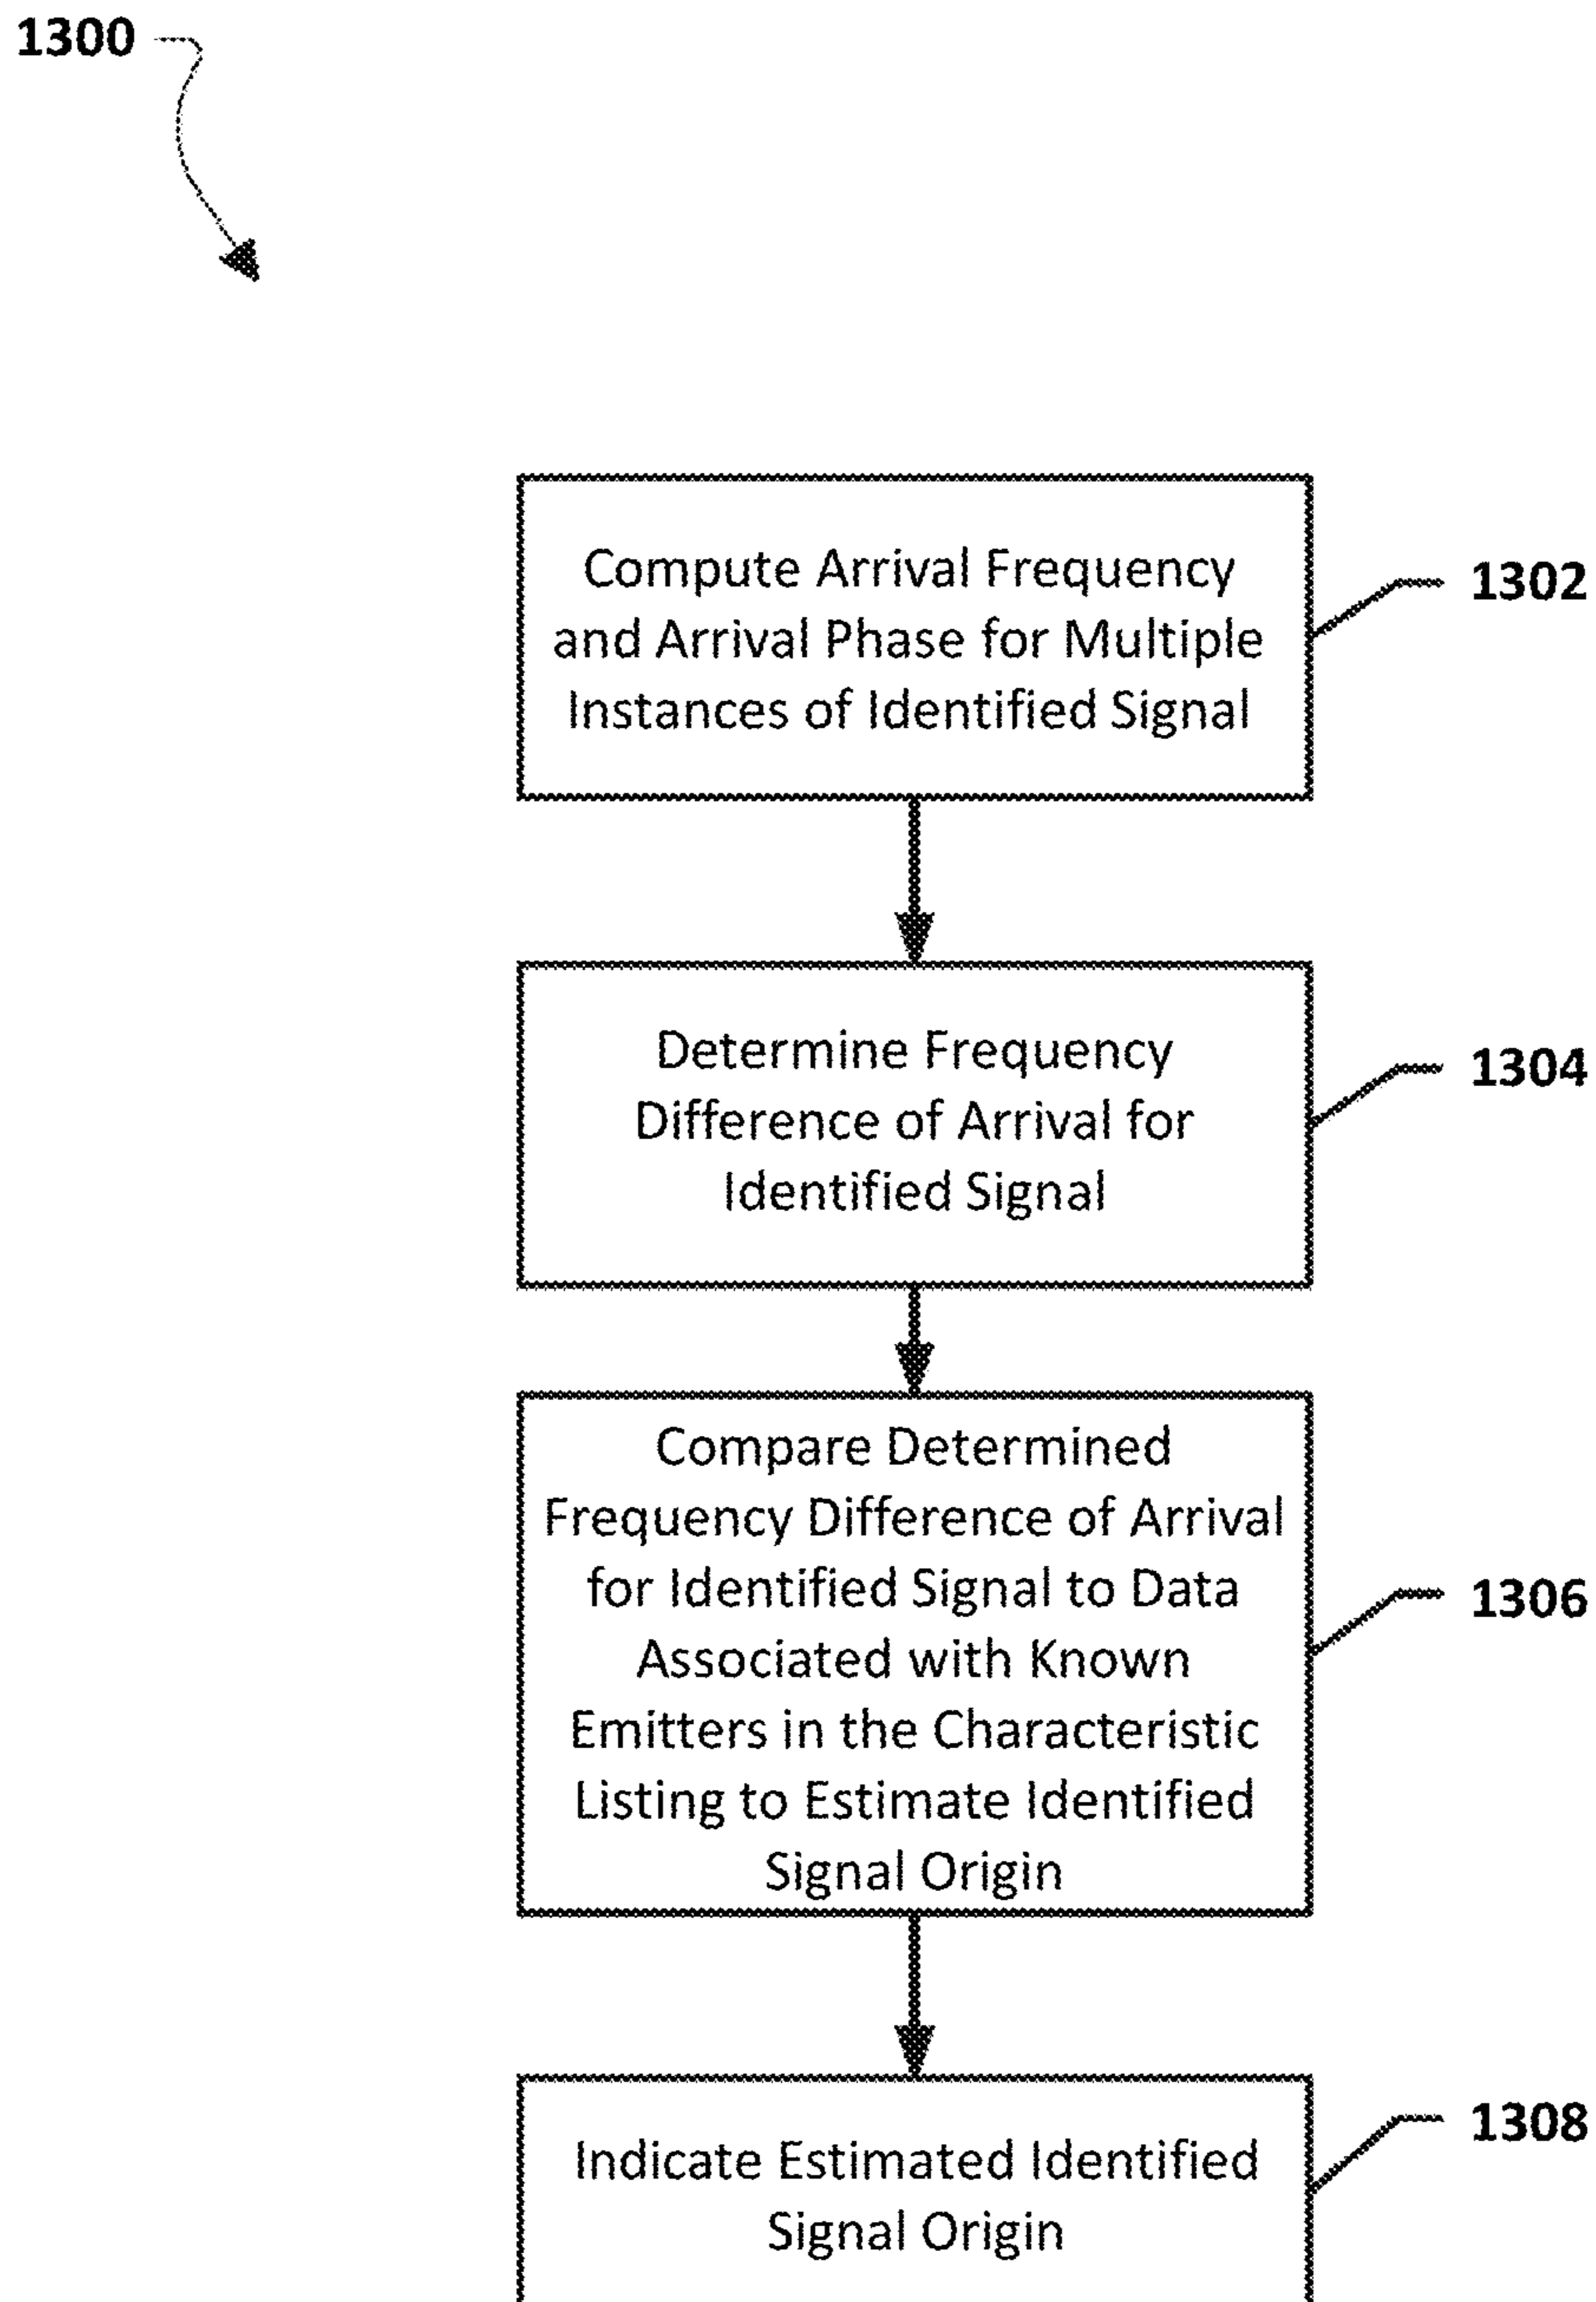 1300
Compute Arrival Frequency
and Arrival Phase for Multiple
Instances of Identified Signal
1302
Determine Frequency
Difference of Arrival for
Identified Signal
1304
Compare Determined
Frequency Difference of Arrival
for Identified Signal to Data
Associated with Known
Emitters in the Characteristic
Listing to Estimate Identified
Signal Origin
1306
Indicate Estimated Identified
Signal Origin
1308